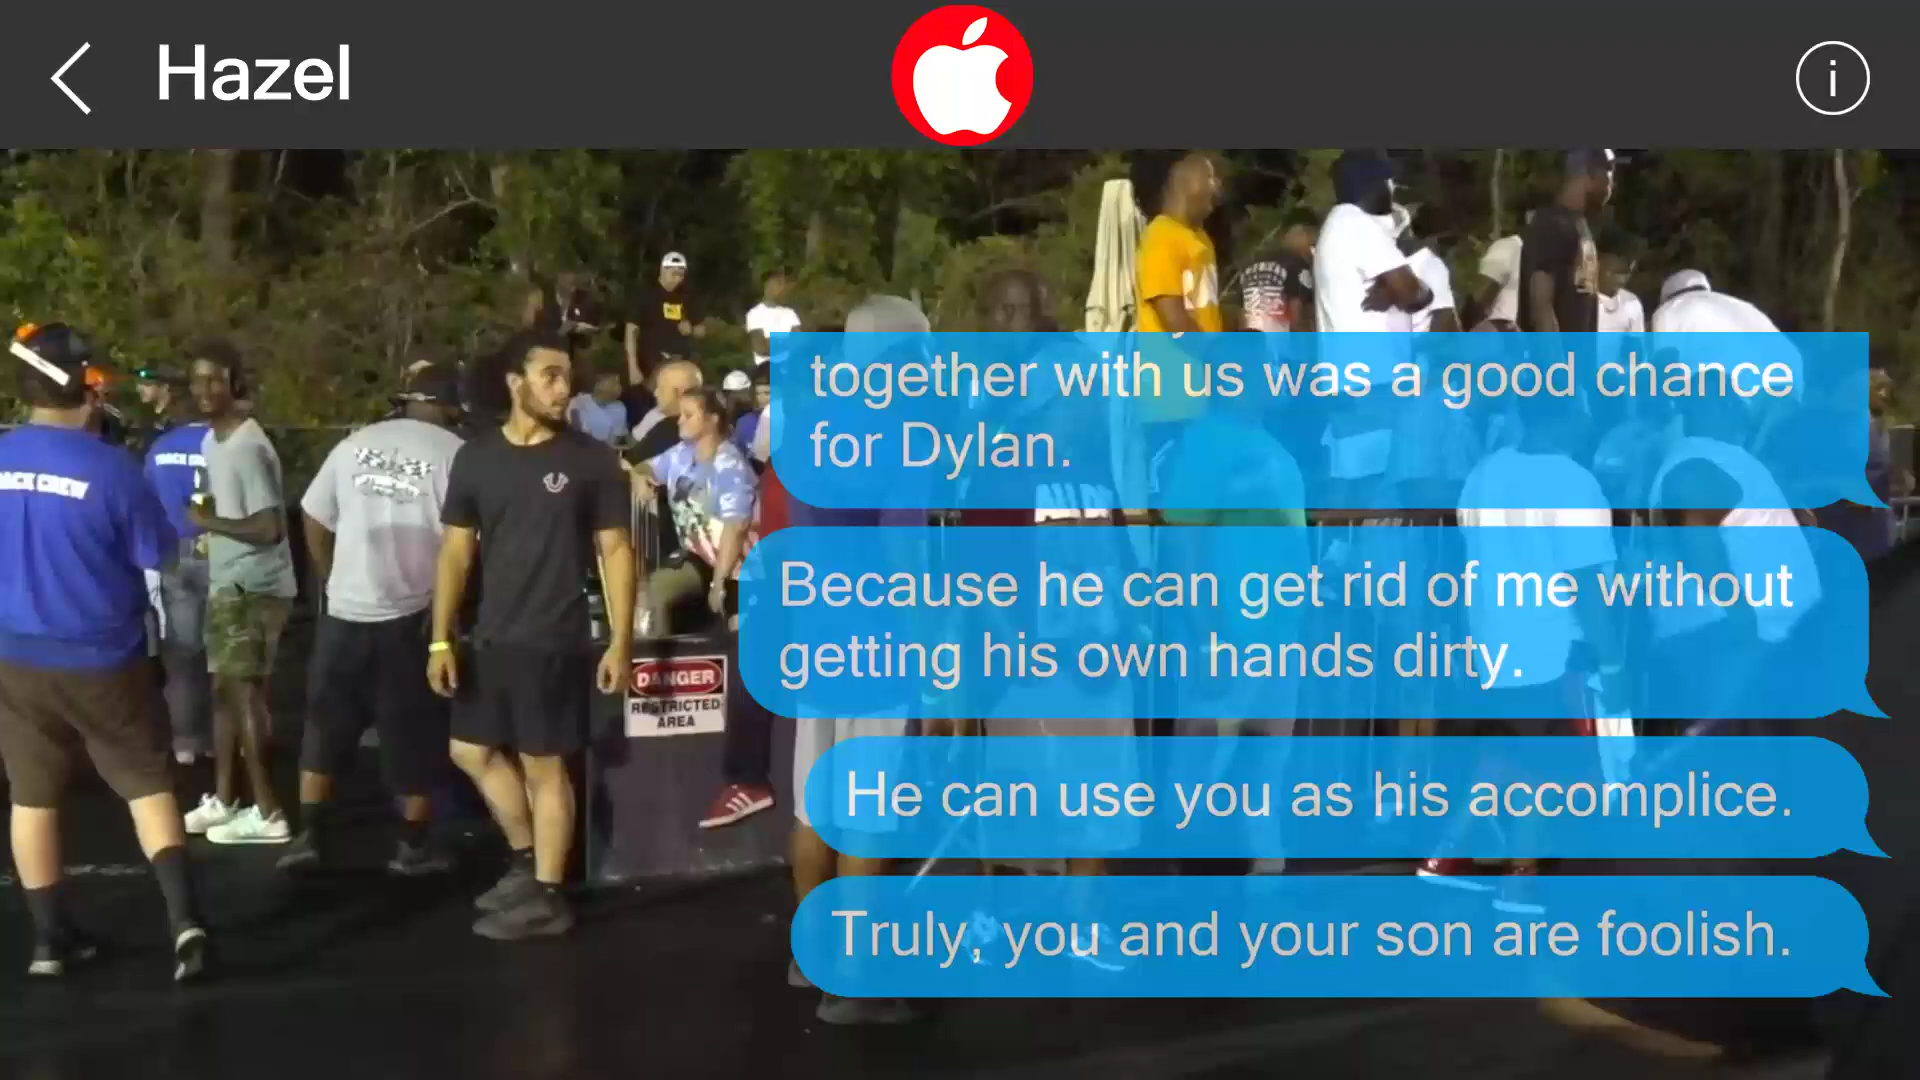 Hazel
together with us was a good chance
for Dylan.
Because he can get rid of me without
getting his own hands dirty.
He can use you as his accomplice.
Truly, you and your son are foolish.
DANGER
RESTRICTED
AREA
CREW